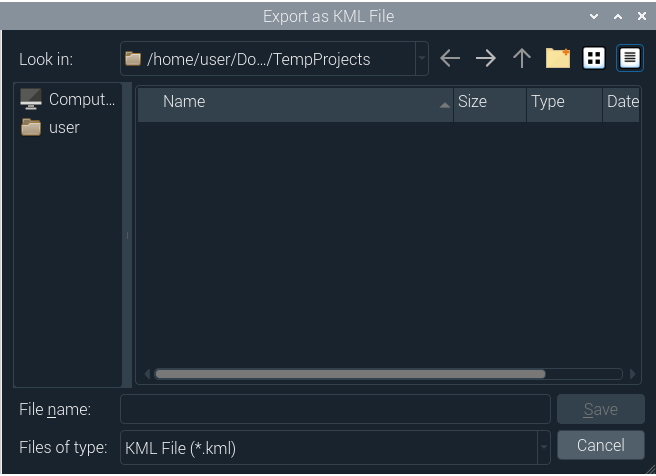 Export as KML File
Look in:
/home/user/Do.../TempProjects
Comput...
user
Name
Size
Type
Date
File name:
Save
Files of type:
KML File (*.kml)
Cancel